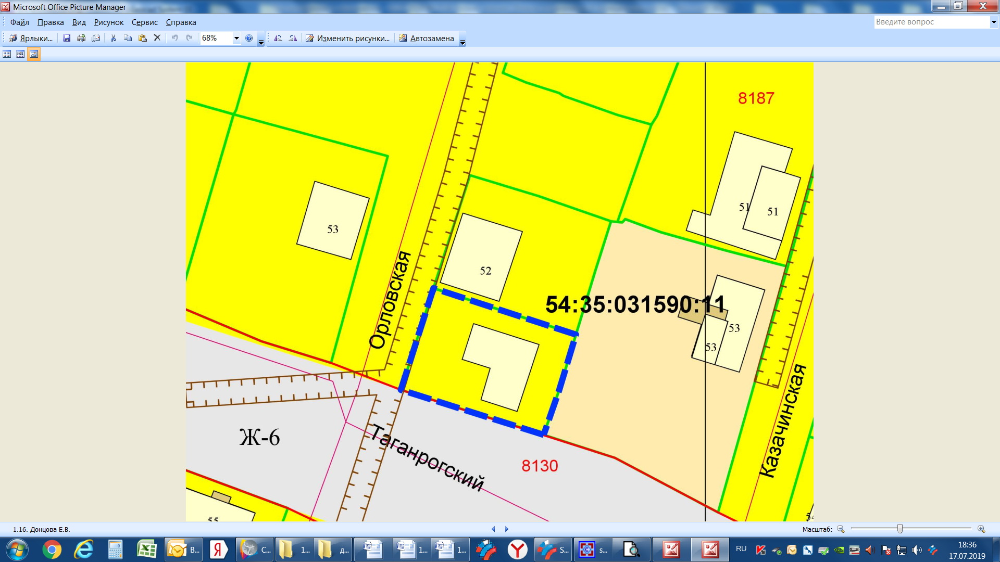 Microsoft Office Picture Manager
Файл Правка Вид Рисунок Сервис Справка
Введите вопрос
Ярлыки... 68% Изменить рисунки... Автозамена
8187
51 51
53
52
Орловская
54:35:031590:11
53
53
Казачинская
Ж-6
Таганрогский
8130
55
54
1.16. Донцова Е.В.
Масштаб:
В... С... 1... д... 1... 1... S... s...
RU
18:36
17.07.2019